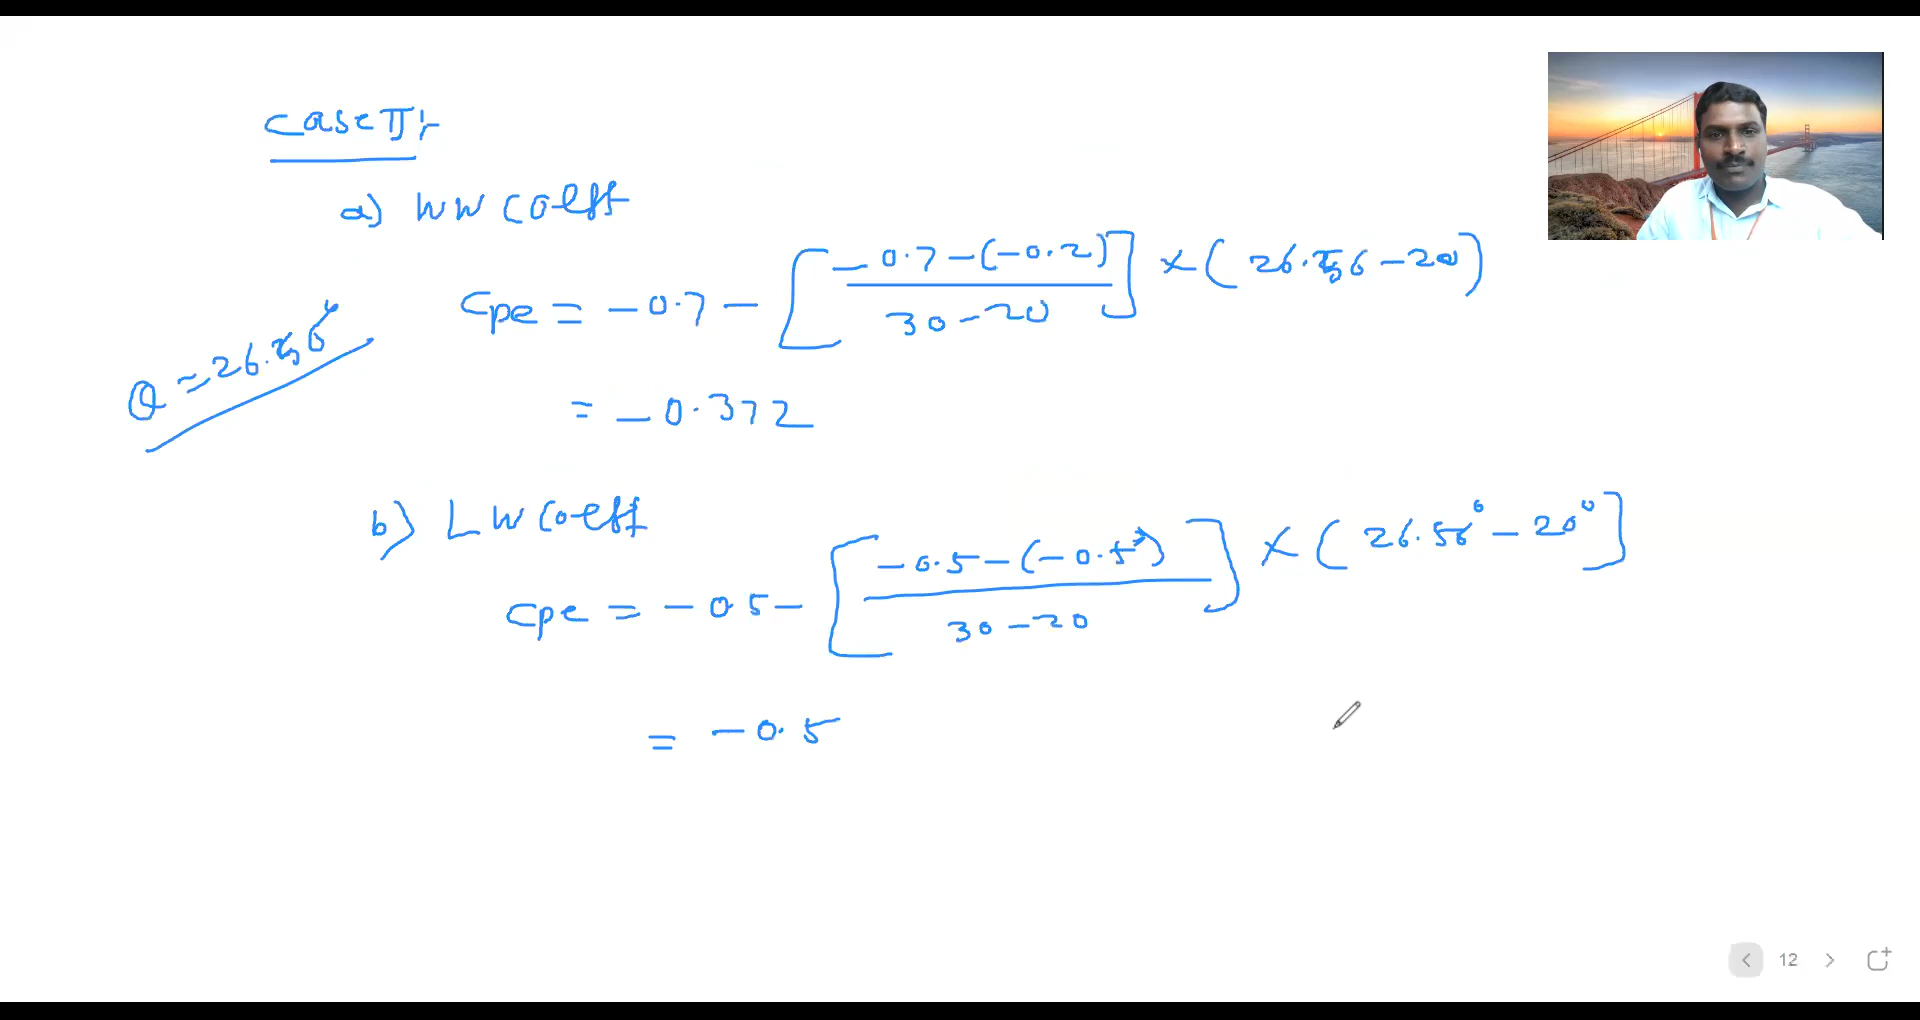 Case II :-
a) WW Coeff
Cpe = -0.7 - [ -0.7 - (-0.2) / 30 - 20 ] × ( 26.56 - 20 )
θ = 26.56°
= -0.372
b) LW Coeff
Cpe = -0.5 - [ -0.5 - (-0.5) / 30 - 20 ] × ( 26.56° - 20° ]
= -0.5
12